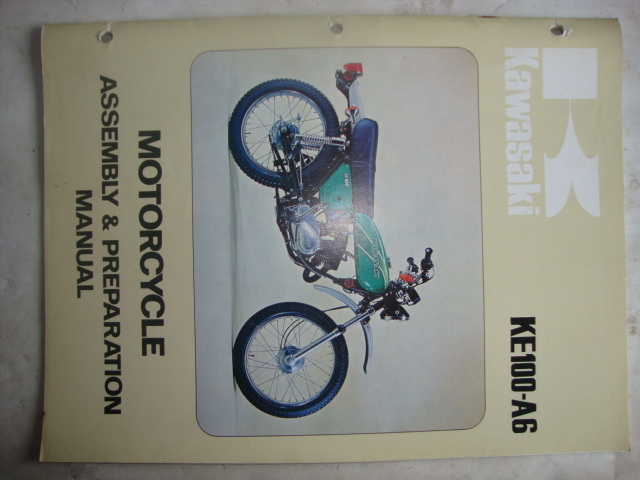 Kawasaki
KE100-A6
MOTORCYCLE
ASSEMBLY & PREPARATION
MANUAL